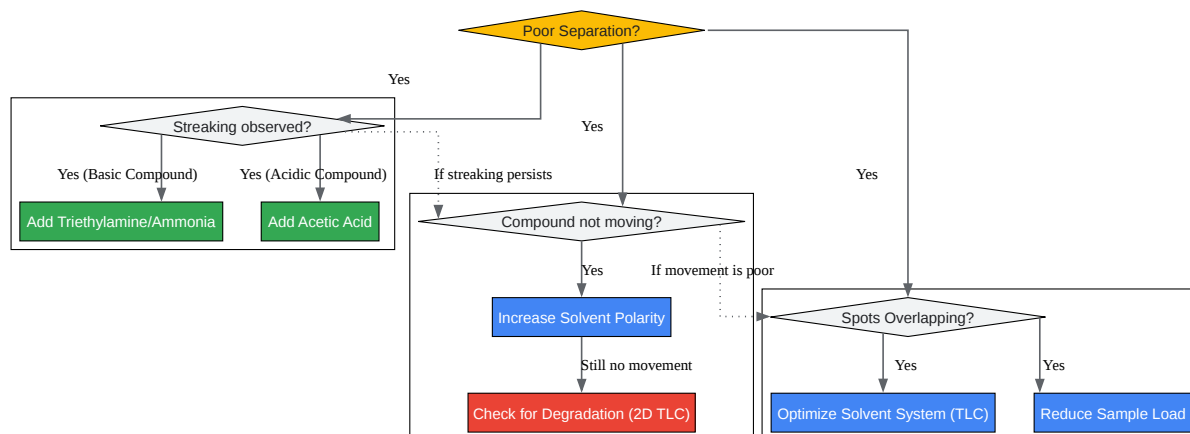 Poor Separation?
Yes
Streaking observed?
Yes
Yes (Basic Compound)
Yes (Acidic Compound)
If streaking persists
Yes
Add Triethylamine/Ammonia
Add Acetic Acid
Compound not moving?
Yes
If movement is poor
Increase Solvent Polarity
Spots Overlapping?
Still no movement
Yes
Yes
Check for Degradation (2D TLC)
Optimize Solvent System (TLC)
Reduce Sample Load